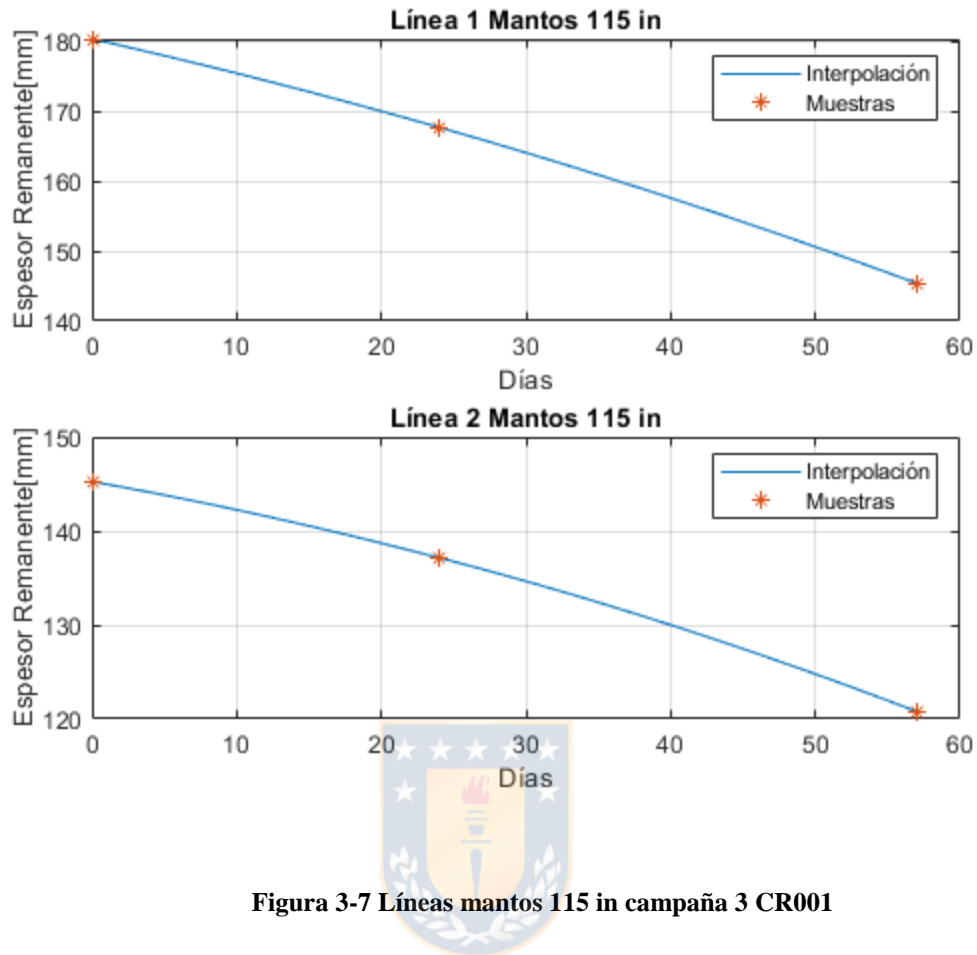 Línea 1 Mantos 115 in
Espesor Remanente[mm]
180
170
160
150
140
Interpolación
Muestras
0 10 20 30 40 50 60
Días
Línea 2 Mantos 115 in
Espesor Remanente[mm]
150
140
130
120
Interpolación
Muestras
0 10 20 30 40 50 60
Días
Figura 3-7 Líneas mantos 115 in campaña 3 CR001